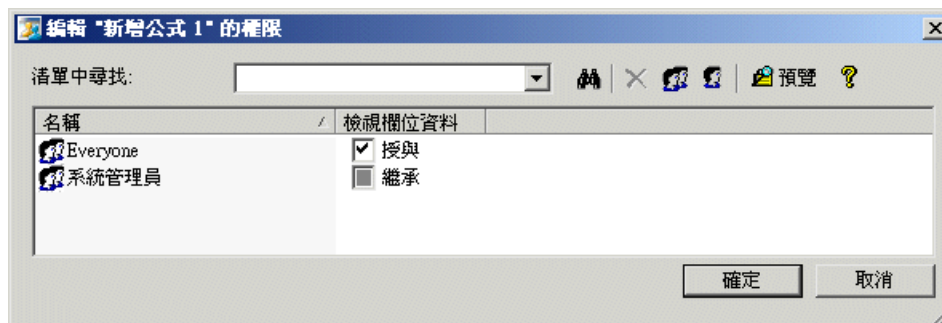 編輯 "新增公式 1" 的權限
清單中尋找:
預覽
名稱 檢視欄位資料
Everyone 授與
系統管理員 繼承
確定 取消